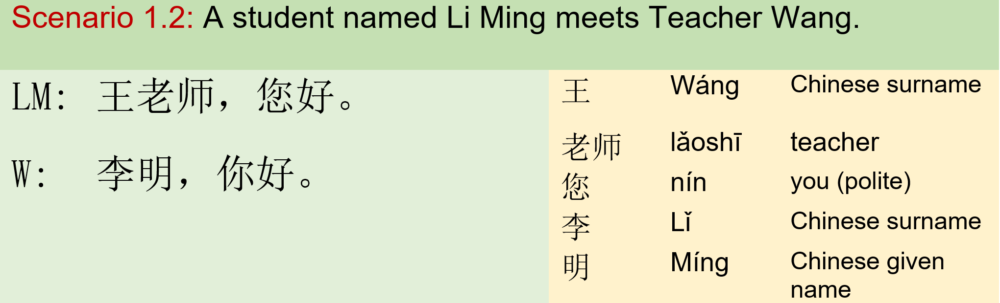 Scenario 1.2: A student named Li Ming meets Teacher Wang.
LM: 王老师，您好。
W: 李明，你好。
王 Wáng Chinese surname
老师 lǎoshī teacher
您 nín you (polite)
李 Lǐ Chinese surname
明 Míng Chinese given
name